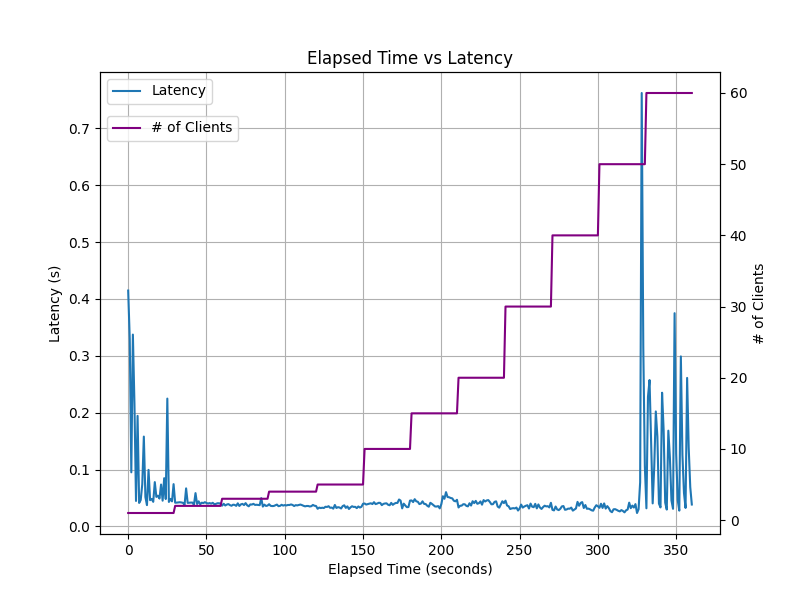 Elapsed Time vs Latency
Latency
# of Clients
Latency (s)
0.7
0.6
0.5
0.4
0.3
0.2
0.1
0.0
60
50
40
30
20
10
0
# of Clients
0 50 100 150 200 250 300 350
Elapsed Time (seconds)